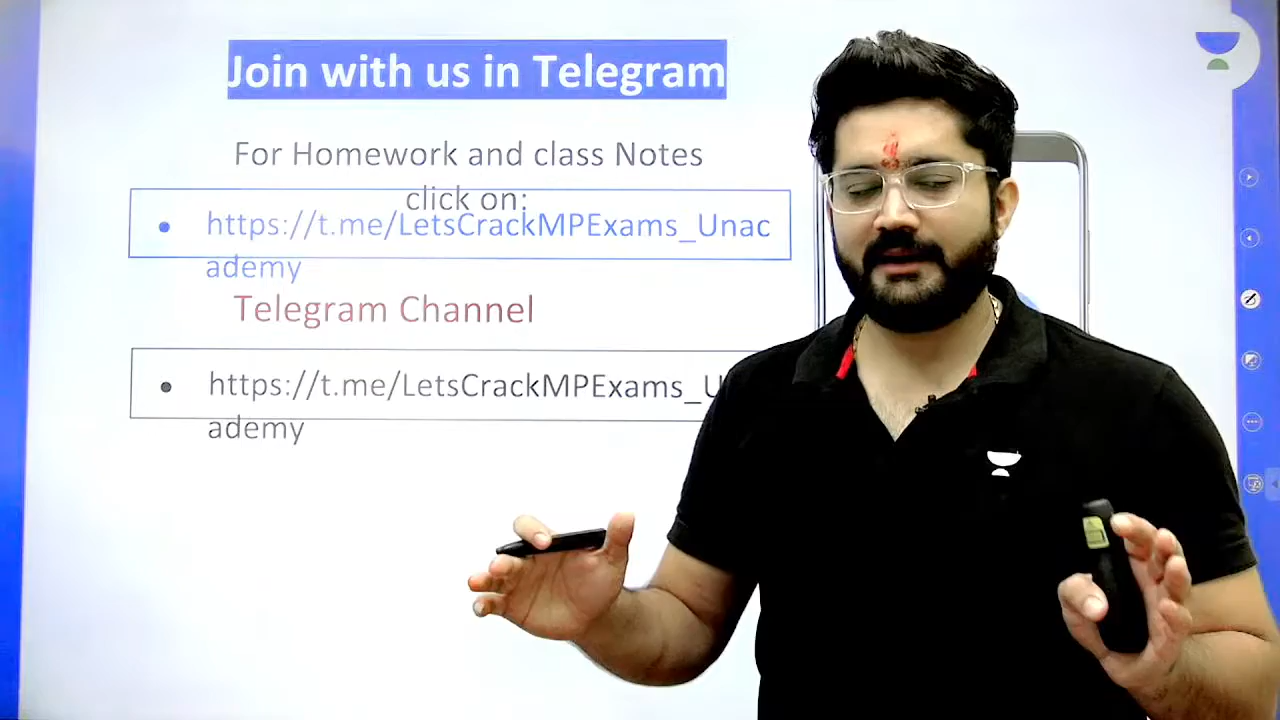 Join with us in Telegram
For Homework and class Notes
click on:
• https://t.me/LetsCrackMPExams_Unac
ademy
Telegram Channel
• https://t.me/LetsCrackMPExams_U
ademy